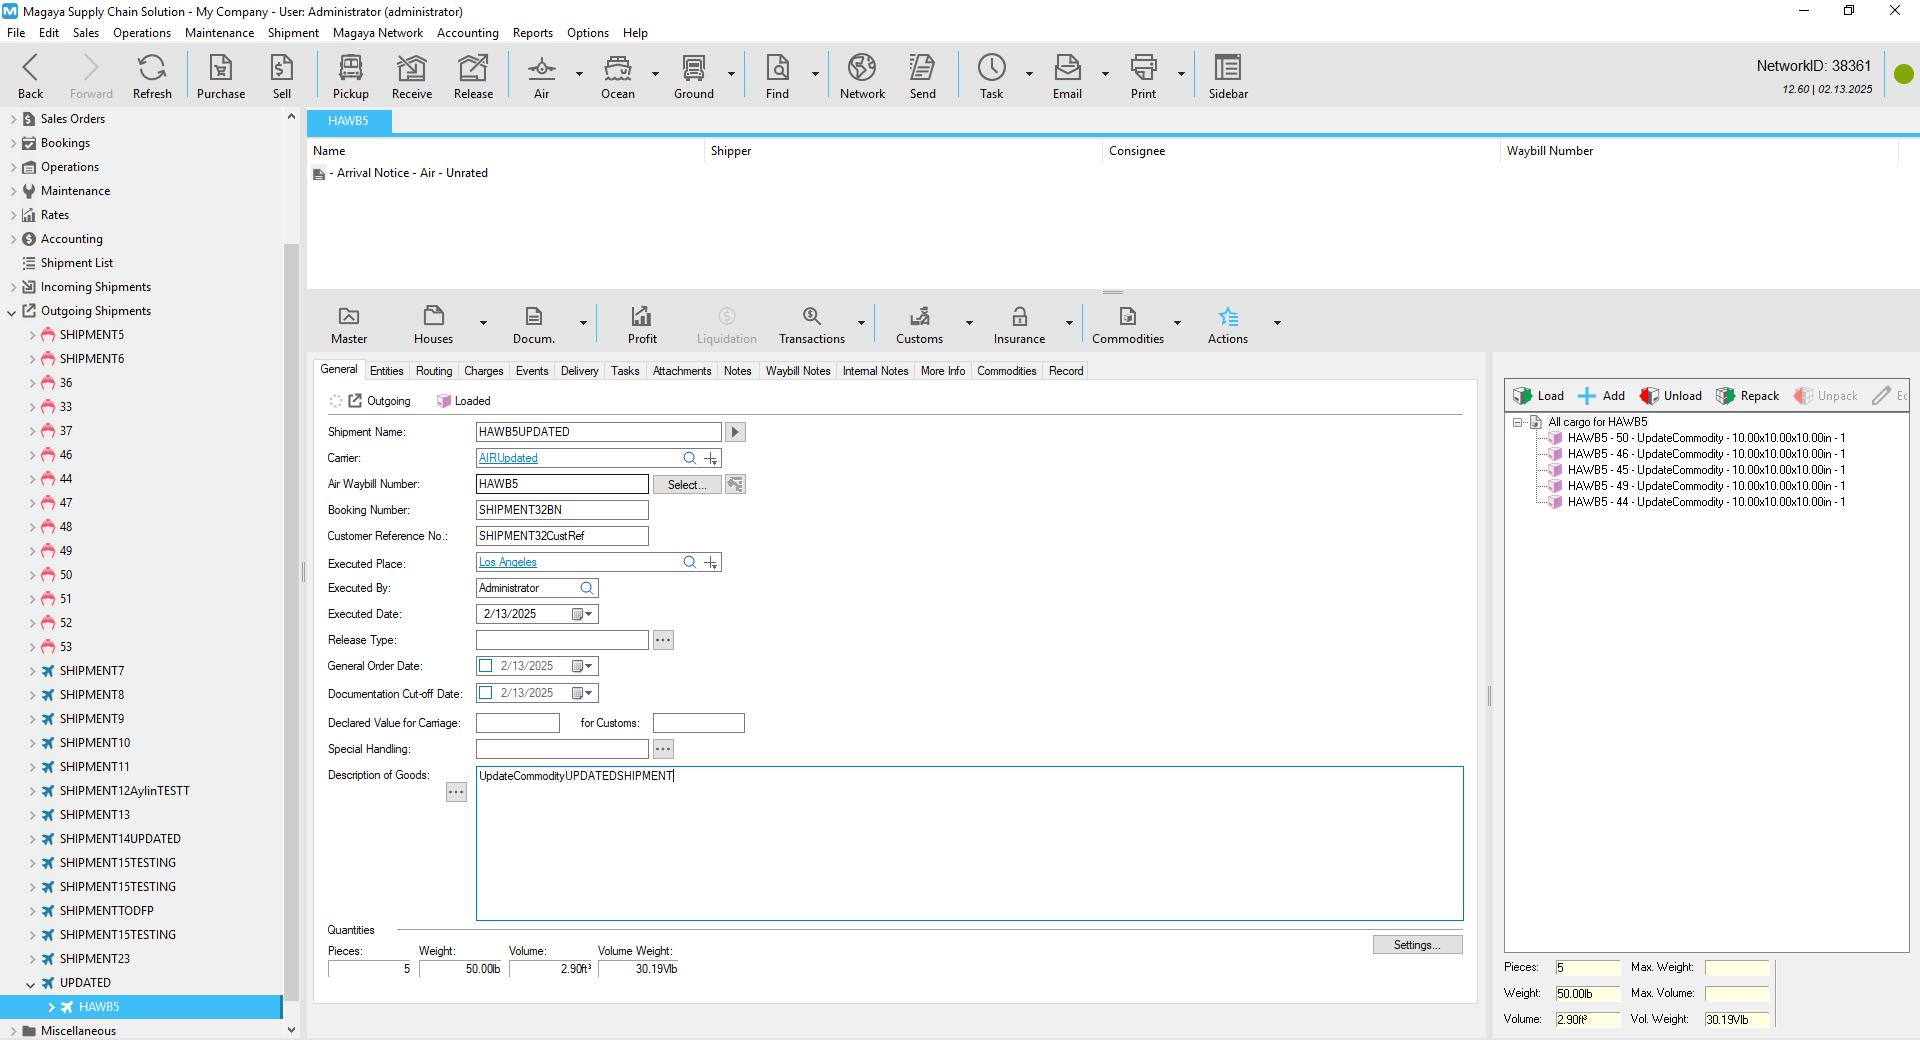 Magaya Supply Chain Solution - My Company - User: Administrator (administrator)
File Edit Sales Operations Maintenance Shipment Magaya Network Accounting Reports Options Help
Back Forward Refresh Purchase Sell Pickup Receive Release Air Ocean Ground Find Network Send Task Email Print Sidebar
NetworkID: 38361
12.60 | 02.13.2025
Sales Orders
Bookings
Operations
Maintenance
Rates
Accounting
Shipment List
Incoming Shipments
Outgoing Shipments
SHIPMENT5
SHIPMENT6
36
33
37
46
44
47
48
49
50
51
52
53
SHIPMENT7
SHIPMENT8
SHIPMENT9
SHIPMENT10
SHIPMENT11
SHIPMENT12AylinTESTT
SHIPMENT13
SHIPMENT14UPDATED
SHIPMENT15TESTING
SHIPMENT15TESTING
SHIPMENTTODFP
SHIPMENT15TESTING
SHIPMENT23
UPDATED
HAWB5
Miscellaneous
HAWB5
Name Shipper Consignee Waybill Number
- Arrival Notice - Air - Unrated
Master Houses Docum. Profit Liquidation Transactions Customs Insurance Commodities Actions
General Entities Routing Charges Events Delivery Tasks Attachments Notes Waybill Notes Internal Notes More Info Commodities Record
Outgoing Loaded
Shipment Name: HAWB5UPDATED
Carrier: AIRUpdated
Air Waybill Number: HAWB5 Select...
Booking Number: SHIPMENT32BN
Customer Reference No.: SHIPMENT32CustRef
Executed Place: Los Angeles
Executed By: Administrator
Executed Date: 2/13/2025
Release Type:
General Order Date: 2/13/2025
Documentation Cut-off Date: 2/13/2025
Declared Value for Carriage: for Customs:
Special Handling:
Description of Goods: UpdateCommodityUPDATEDSHIPMENT
Quantities
Settings...
Pieces: Weight: Volume: Volume Weight:
5 50.00lb 2.90ft³ 30.19Vlb
Load Add Unload Repack Unpack Ec
All cargo for HAWB5
HAWB5 - 50 - UpdateCommodity - 10.00x10.00x10.00in - 1
HAWB5 - 46 - UpdateCommodity - 10.00x10.00x10.00in - 1
HAWB5 - 45 - UpdateCommodity - 10.00x10.00x10.00in - 1
HAWB5 - 49 - UpdateCommodity - 10.00x10.00x10.00in - 1
HAWB5 - 44 - UpdateCommodity - 10.00x10.00x10.00in - 1
Pieces: 5 Max. Weight:
Weight: 50.00lb Max. Volume:
Volume: 2.90ft³ Vol. Weight: 30.19Vlb